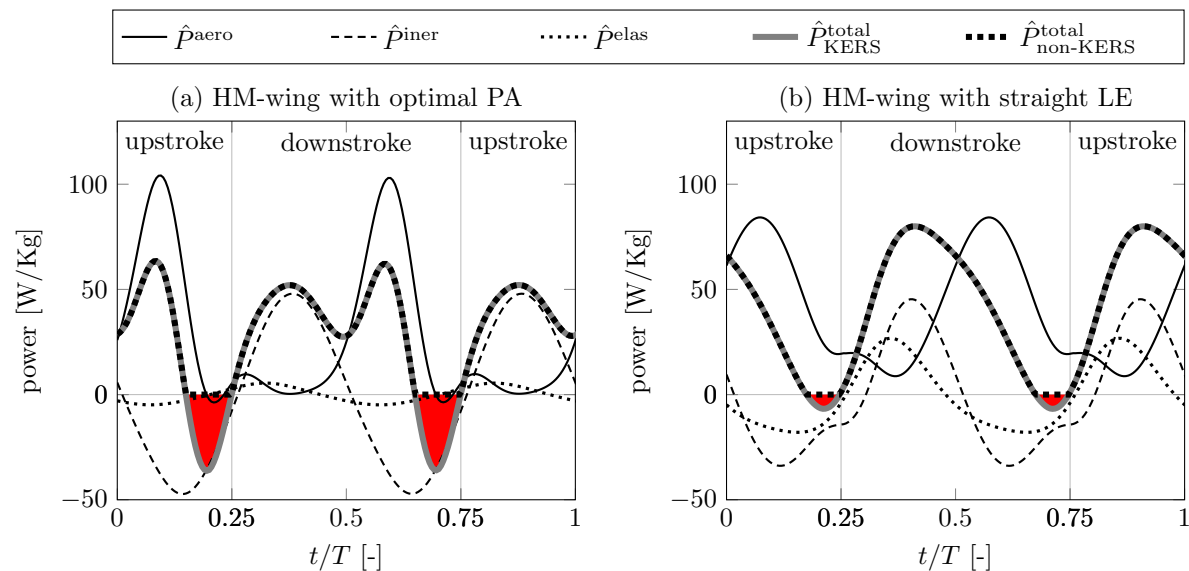 P̂^aero P̂^iner P̂^elas P̂^total_KERS P̂^total_non-KERS
(a) HM-wing with optimal PA
upstroke downstroke upstroke
100
50
0
−50
power [W/Kg]
0 0.25 0.5 0.75 1
t/T [-]
(b) HM-wing with straight LE
upstroke downstroke upstroke
100
50
0
−50
power [W/Kg]
0 0.25 0.5 0.75 1
t/T [-]